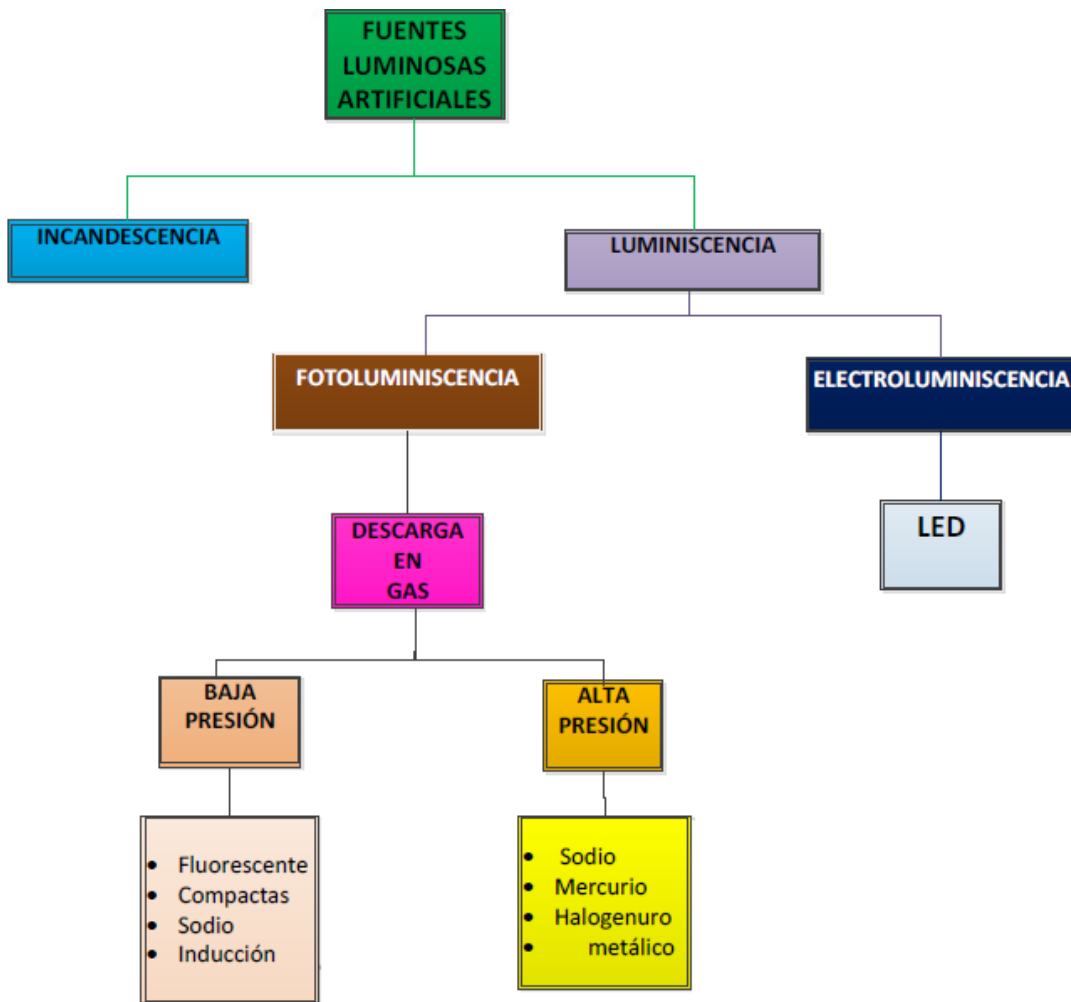 FUENTES
LUMINOSAS
ARTIFICIALES
INCANDESCENCIA
LUMINISCENCIA
FOTOLUMINISCENCIA
ELECTROLUMINISCENCIA
DESCARGA
EN
GAS
LED
BAJA
PRESIÓN
ALTA
PRESIÓN
• Fluorescente
• Compactas
• Sodio
• Inducción
• Sodio
• Mercurio
• Halogenuro
• metálico